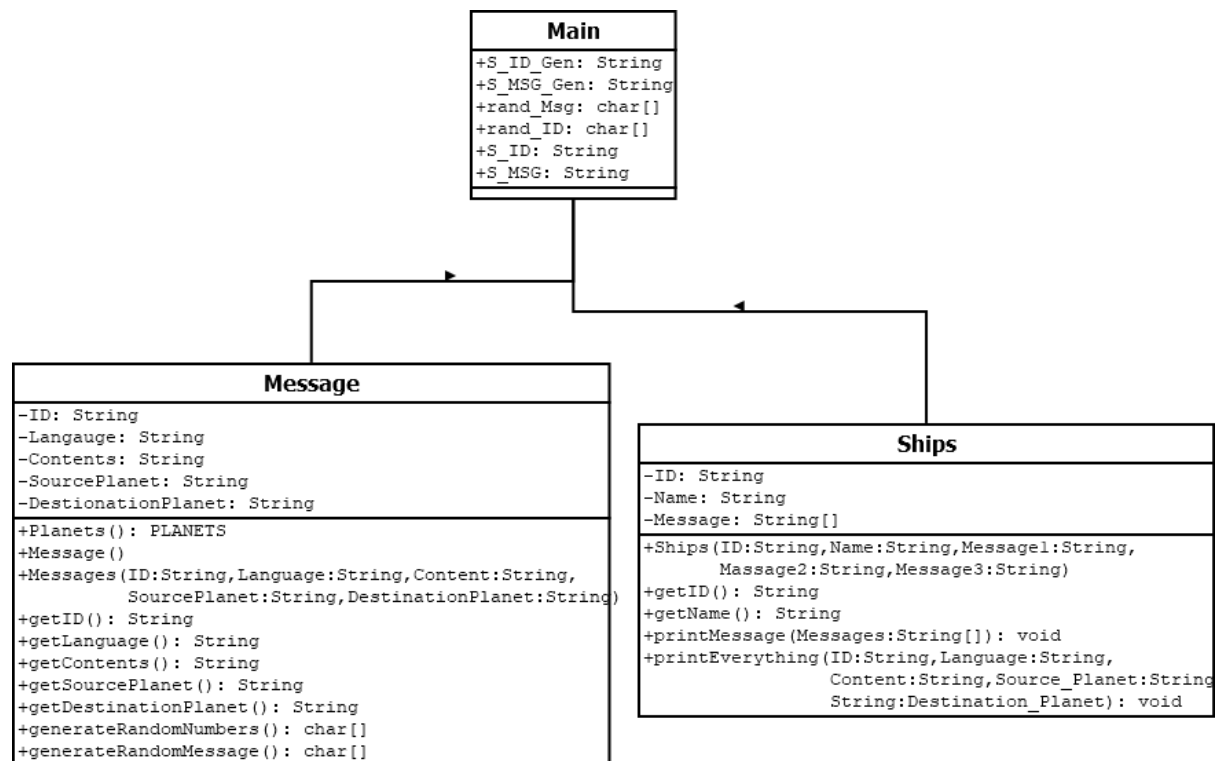 Main
+S_ID_Gen: String
+S_MSG_Gen: String
+rand_Msg: char[]
+rand_ID: char[]
+S_ID: String
+S_MSG: String
Message
-ID: String
-Langauge: String
-Contents: String
-SourcePlanet: String
-DestionationPlanet: String
+Planets(): PLANETS
+Message()
+Messages(ID:String,Language:String,Content:String,
SourcePlanet:String,DestinationPlanet:String)
+getID(): String
+getLanguage(): String
+getContents(): String
+getSourcePlanet(): String
+getDestinationPlanet(): String
+generateRandomNumbers(): char[]
+generateRandomMessage(): char[]
Ships
-ID: String
-Name: String
-Message: String[]
+Ships(ID:String,Name:String,Message1:String,
Massage2:String,Message3:String)
+getID(): String
+getName(): String
+printMessage(Messages:String[]): void
+printEverything(ID:String,Language:String,
Content:String,Source_Planet:String
String:Destination_Planet): void